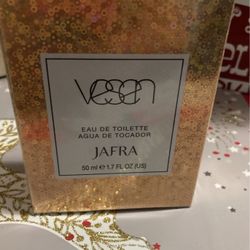 vesen
EAU DE TOILETTE
AGUA DE TOCADOR
JAFRA
50 ml e 1.7 FL OZ (US)